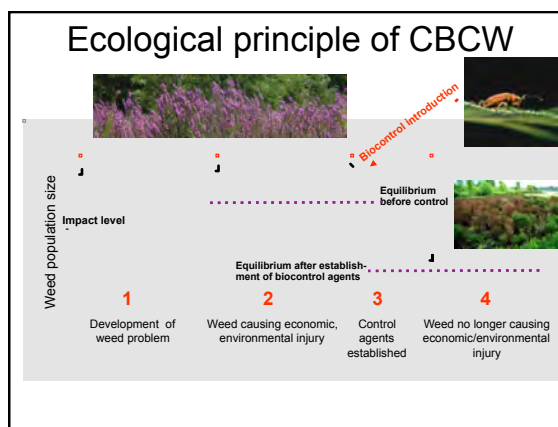 Ecological principle of CBCW
Biocontrol introduction
Weed population size
Impact level
Equilibrium
before control
Equilibrium after establish-
ment of biocontrol agents
1
2
3
4
Development of
weed problem
Weed causing economic,
environmental injury
Control
agents
established
Weed no longer causing
economic/environmental
injury